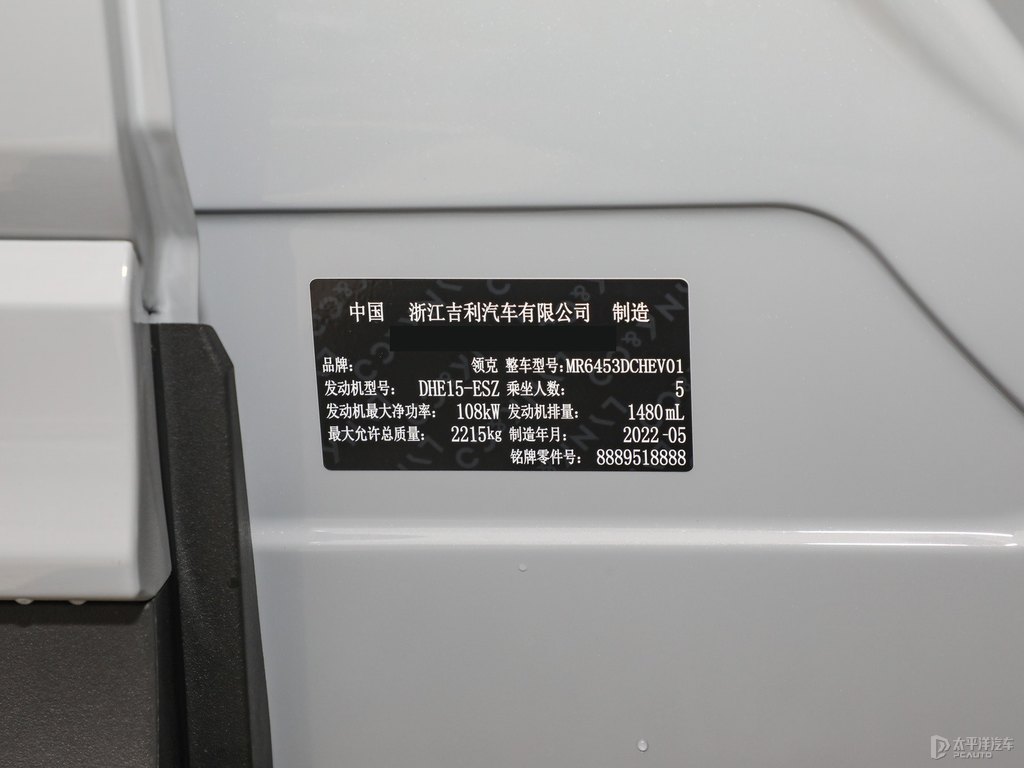 中国 浙江吉利汽车有限公司 制造
品牌： 领克 整车型号：MR6453DCHEV01
发动机型号： DHE15-ESZ 乘坐人数： 5
发动机最大净功率： 108kW 发动机排量： 1480mL
最大允许总质量： 2215kg 制造年月： 2022-05
铭牌零件号： 8889518888
太平洋汽车
PCAUTO